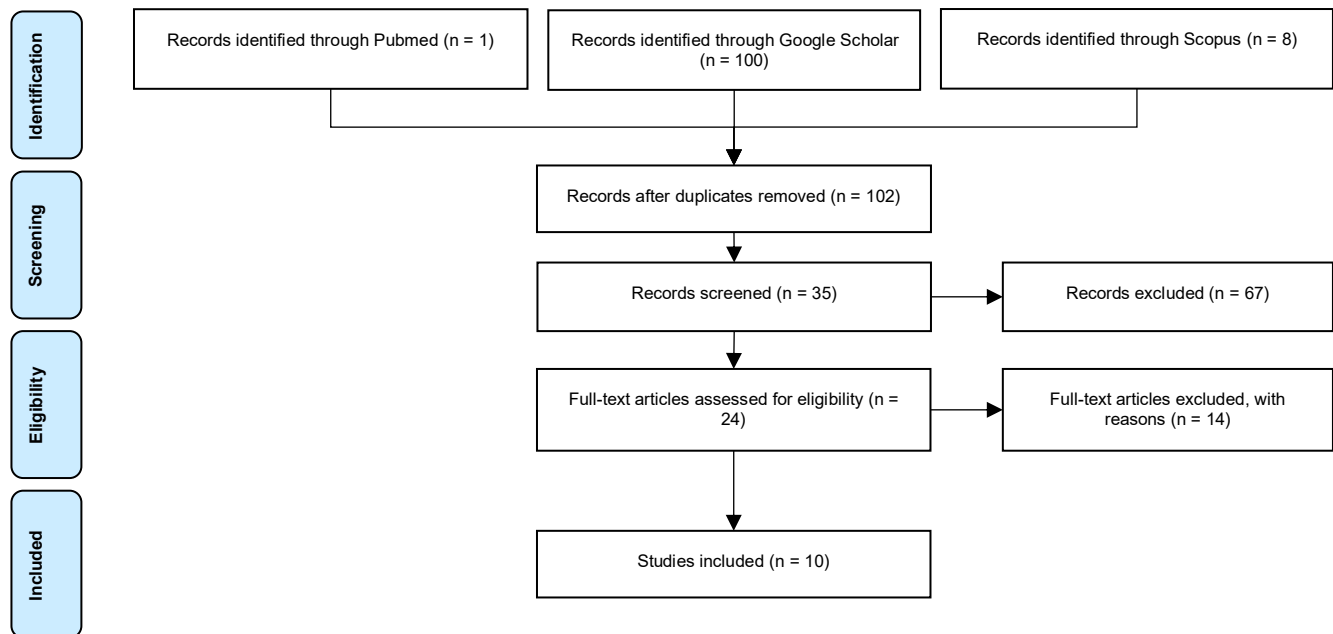 Identification
Records identified through Pubmed (n = 1)
Records identified through Google Scholar
(n = 100)
Records identified through Scopus (n = 8)
Screening
Records after duplicates removed (n = 102)
Records screened (n = 35)
Records excluded (n = 67)
Eligibility
Full-text articles assessed for eligibility (n =
24)
Full-text articles excluded, with
reasons (n = 14)
Included
Studies included (n = 10)